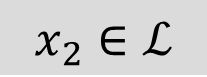 x₂ ∈ ℒ